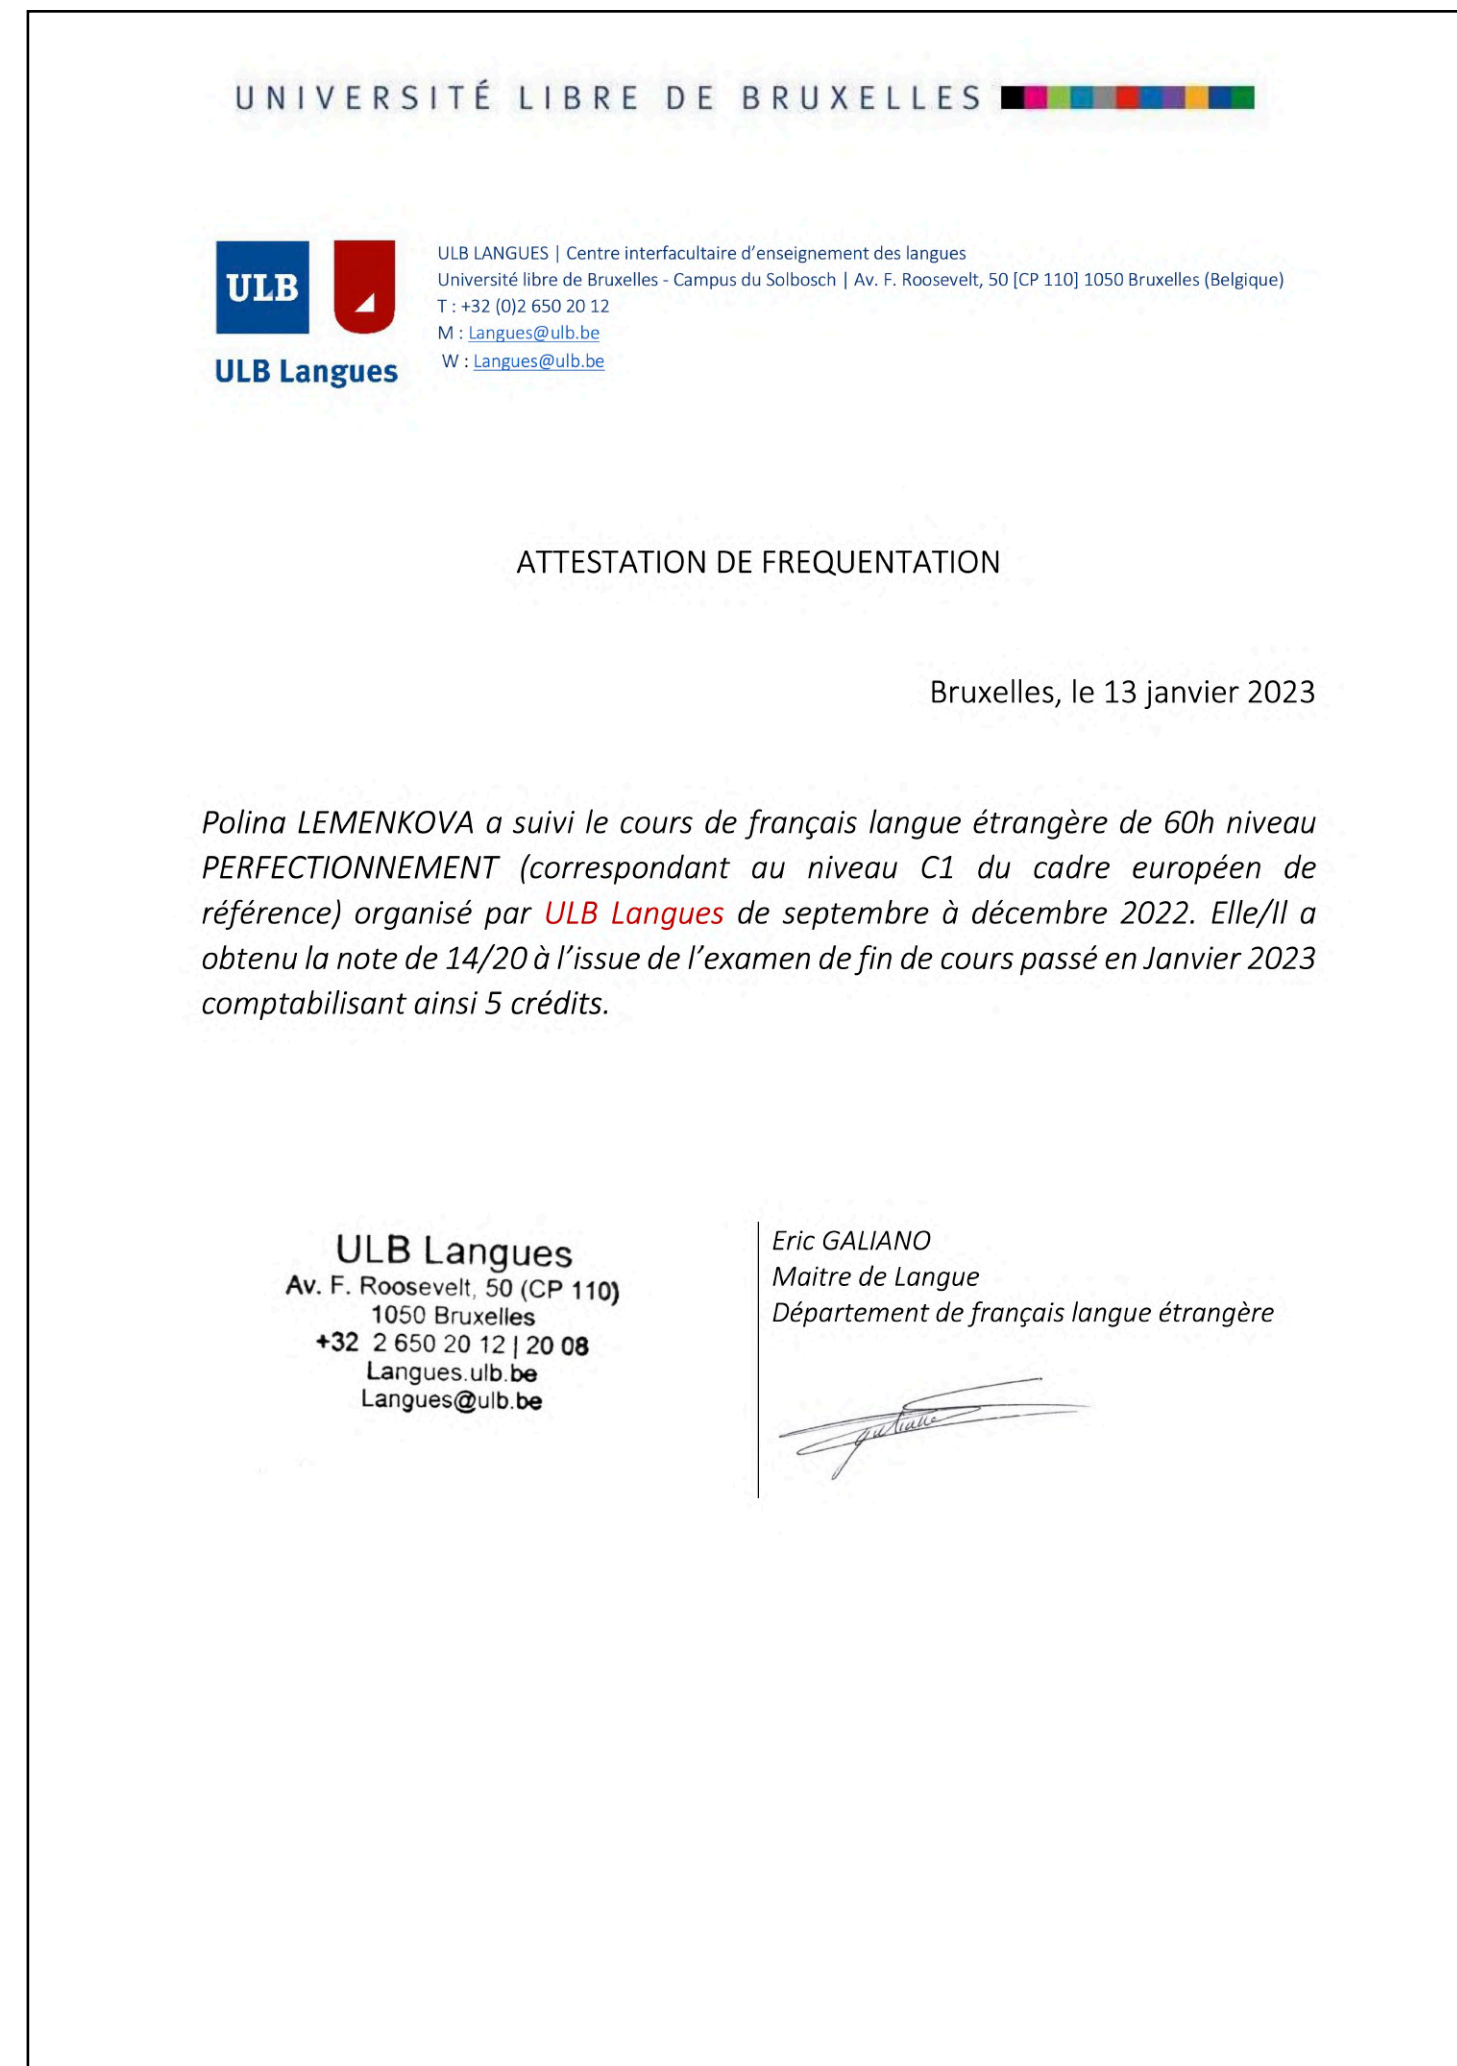 UNIVERSITÉ LIBRE DE BRUXELLES
ULB
ULB Langues
ULB LANGUES | Centre interfacultaire d'enseignement des langues
Université libre de Bruxelles - Campus du Solbosch | Av. F. Roosevelt, 50 [CP 110] 1050 Bruxelles (Belgique)
T : +32 (0)2 650 20 12
M : Langues@ulb.be
W : Langues@ulb.be
ATTESTATION DE FREQUENTATION
Bruxelles, le 13 janvier 2023
Polina LEMENKOVA a suivi le cours de français langue étrangère de 60h niveau
PERFECTIONNEMENT (correspondant au niveau C1 du cadre européen de
référence) organisé par ULB Langues de septembre à décembre 2022. Elle/Il a
obtenu la note de 14/20 à l'issue de l'examen de fin de cours passé en Janvier 2023
comptabilisant ainsi 5 crédits.
ULB Langues
Av. F. Roosevelt, 50 (CP 110)
1050 Bruxelles
+32 2 650 20 12 | 20 08
Langues.ulb.be
Langues@ulb.be
Eric GALIANO
Maitre de Langue
Département de français langue étrangère